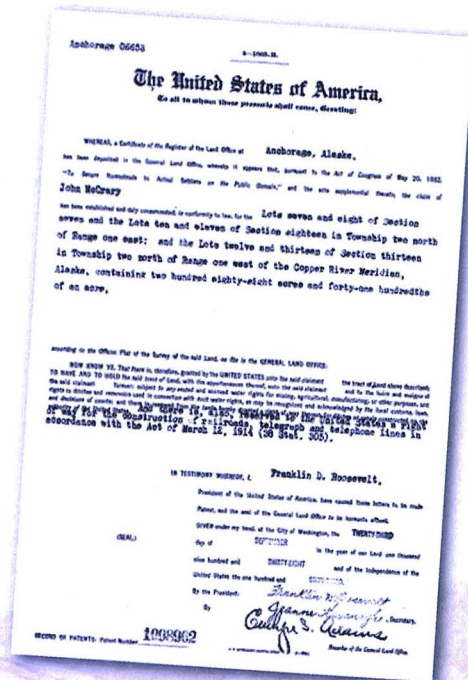 Anchorage 06653
4—1003-R.
The United States of America,
To all to whom these presents shall come, Greeting:
WHEREAS, a Certificate of the Register of the Land Office at Anchorage, Alaska,
has been deposited in the General Land Office, whereby it appears that, pursuant to the Act of Congress of May 20, 1862,
"To Secure Homesteads to Actual Settlers on the Public Domain," and the acts supplemental thereto, the claim of
John McCrary
has been established and duly consummated, in conformity to law, for the Lots seven and eight of Section
seven and the Lots ten and eleven of Section eighteen in Township two north
of Range one east; and the Lots twelve and thirteen of Section thirteen
in Township two north of Range one west of the Copper River Meridian,
Alaska, containing two hundred eighty-eight acres and forty-one hundredths
of an acre,
according to the Official Plat of the Survey of the said Land, on file in the GENERAL LAND OFFICE:
NOW KNOW YE, That there is, therefore, granted by the UNITED STATES unto the said claimant the tract of Land above described;
TO HAVE AND TO HOLD the said tract of Land, with the appurtenances thereof, unto the said claimant and to the heirs and assigns of
the said claimant forever; subject to any vested and accrued water rights for mining, agricultural, manufacturing, or other purposes, and
rights to ditches and reservoirs used in connection with such water rights, as may be recognized and acknowledged by the local customs, laws,
and decisions of courts; and there is
And there is, also, reserved to the United States a right
of way for the construction of railroads, telegraph and telephone lines in
accordance with the Act of March 12, 1914 (38 Stat. 305).
IN TESTIMONY WHEREOF, I, Franklin D. Roosevelt,
President of the United States of America, have caused these letters to be made
Patent, and the seal of the General Land Office to be hereunto affixed.
GIVEN under my hand, at the City of Washington, the TWENTY-THIRD
(SEAL)
day of SEPTEMBER in the year of our Lord one thousand
nine hundred and THIRTY-EIGHT and of the Independence of the
United States the one hundred and
By the President: Franklin D. Roosevelt
By , Secretary.
S. Adams
Recorder of the General Land Office.
RECORD OF PATENTS: Patent Number 1098962